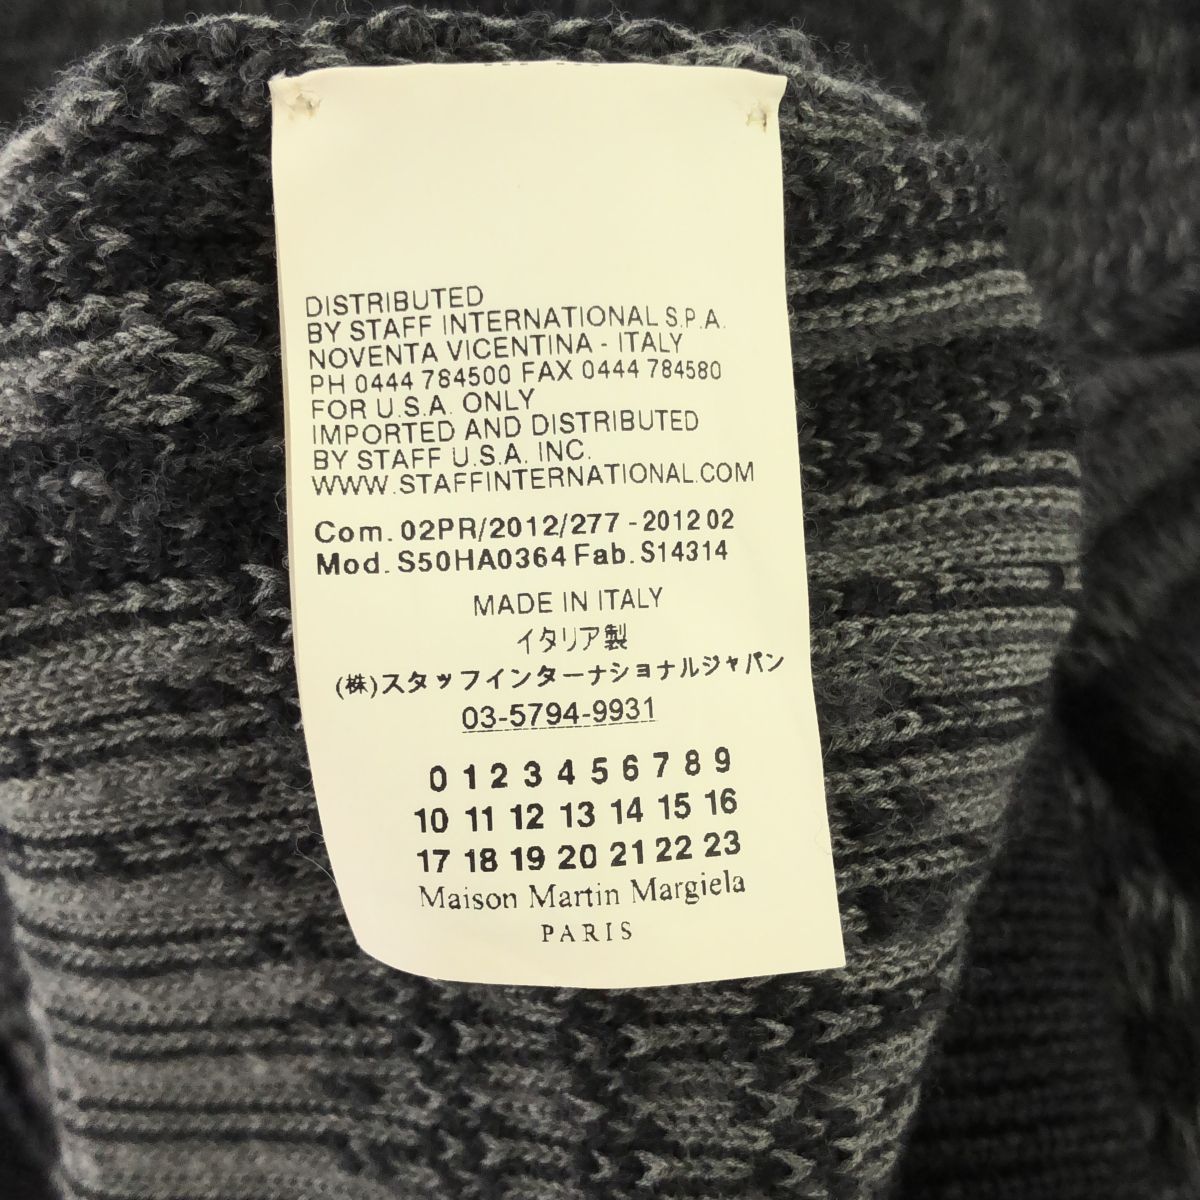 DISTRIBUTED
BY STAFF INTERNATIONAL S.P.A.
NOVENTA VICENTINA - ITALY
PH 0444 784500 FAX 0444 784580
FOR U.S.A. ONLY
IMPORTED AND DISTRIBUTED
BY STAFF U.S.A. INC.
WWW.STAFFINTERNATIONAL.COM
Com. 02PR/2012/277 - 2012 02
Mod. S50HA0364 Fab. S14314
MADE IN ITALY
イタリア製
(株)スタッフインターナショナルジャパン
03-5794-9931
0 1 2 3 4 5 6 7 8 9
10 11 12 13 14 15 16
17 18 19 20 21 22 23
Maison Martin Margiela
PARIS